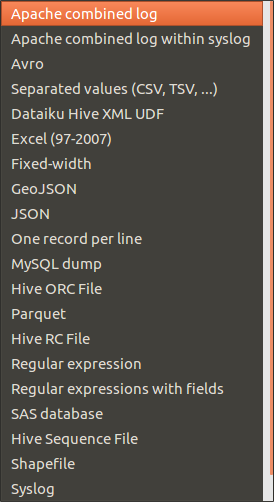 Apache combined log
Apache combined log within syslog
Avro
Separated values (CSV, TSV, ...)
Dataiku Hive XML UDF
Excel (97-2007)
Fixed-width
GeoJSON
JSON
One record per line
MySQL dump
Hive ORC File
Parquet
Hive RC File
Regular expression
Regular expressions with fields
SAS database
Hive Sequence File
Shapefile
Syslog